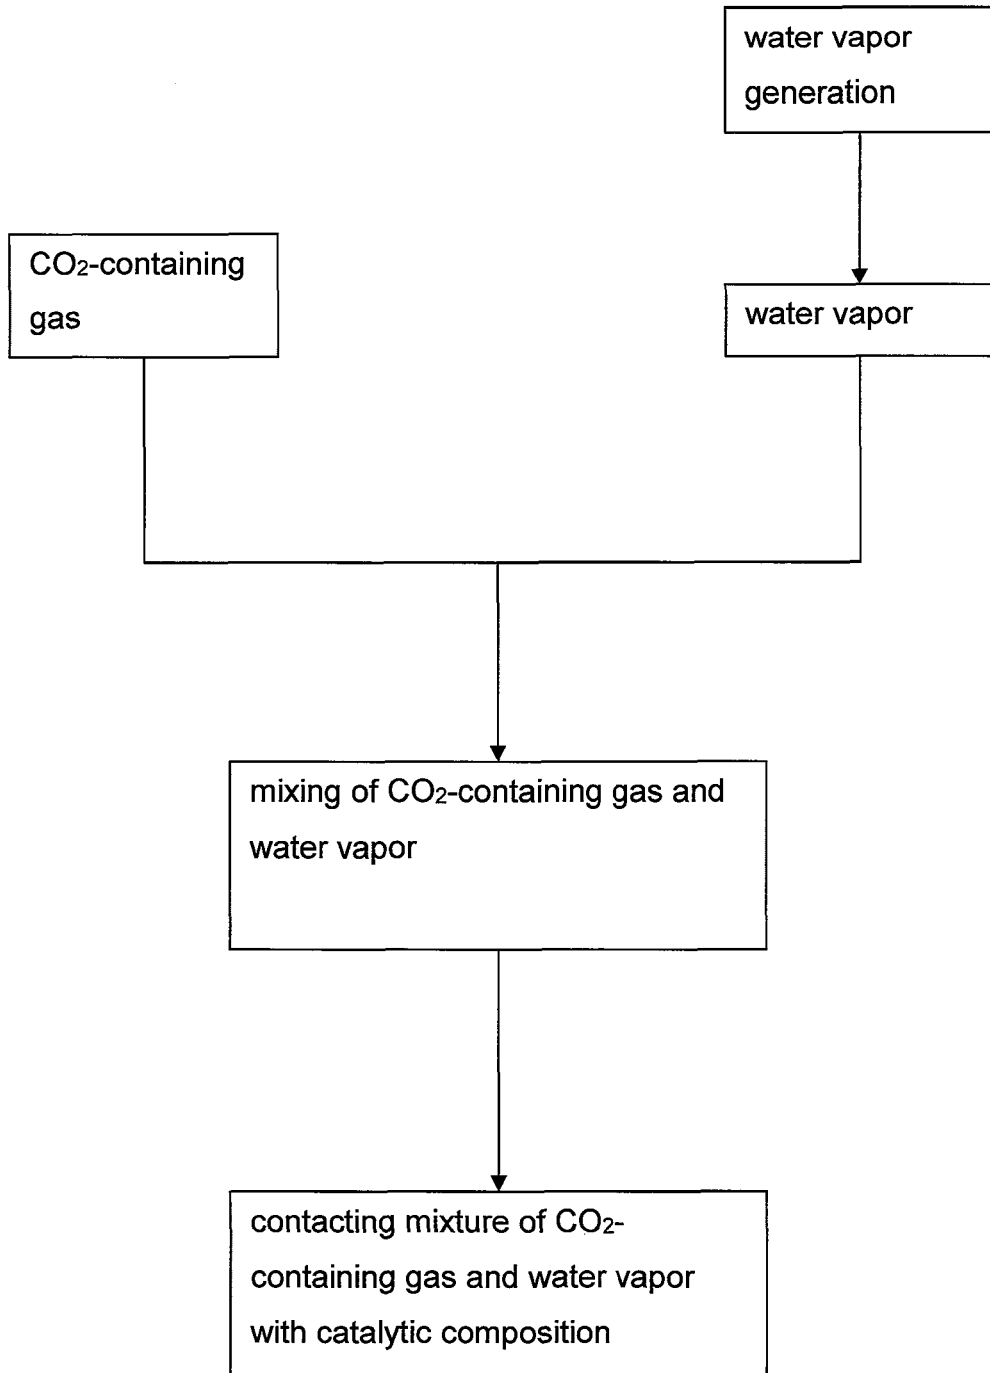 water vapor
generation
CO₂-containing
gas
water vapor
mixing of CO₂-containing gas and
water vapor
contacting mixture of CO₂-
containing gas and water vapor
with catalytic composition